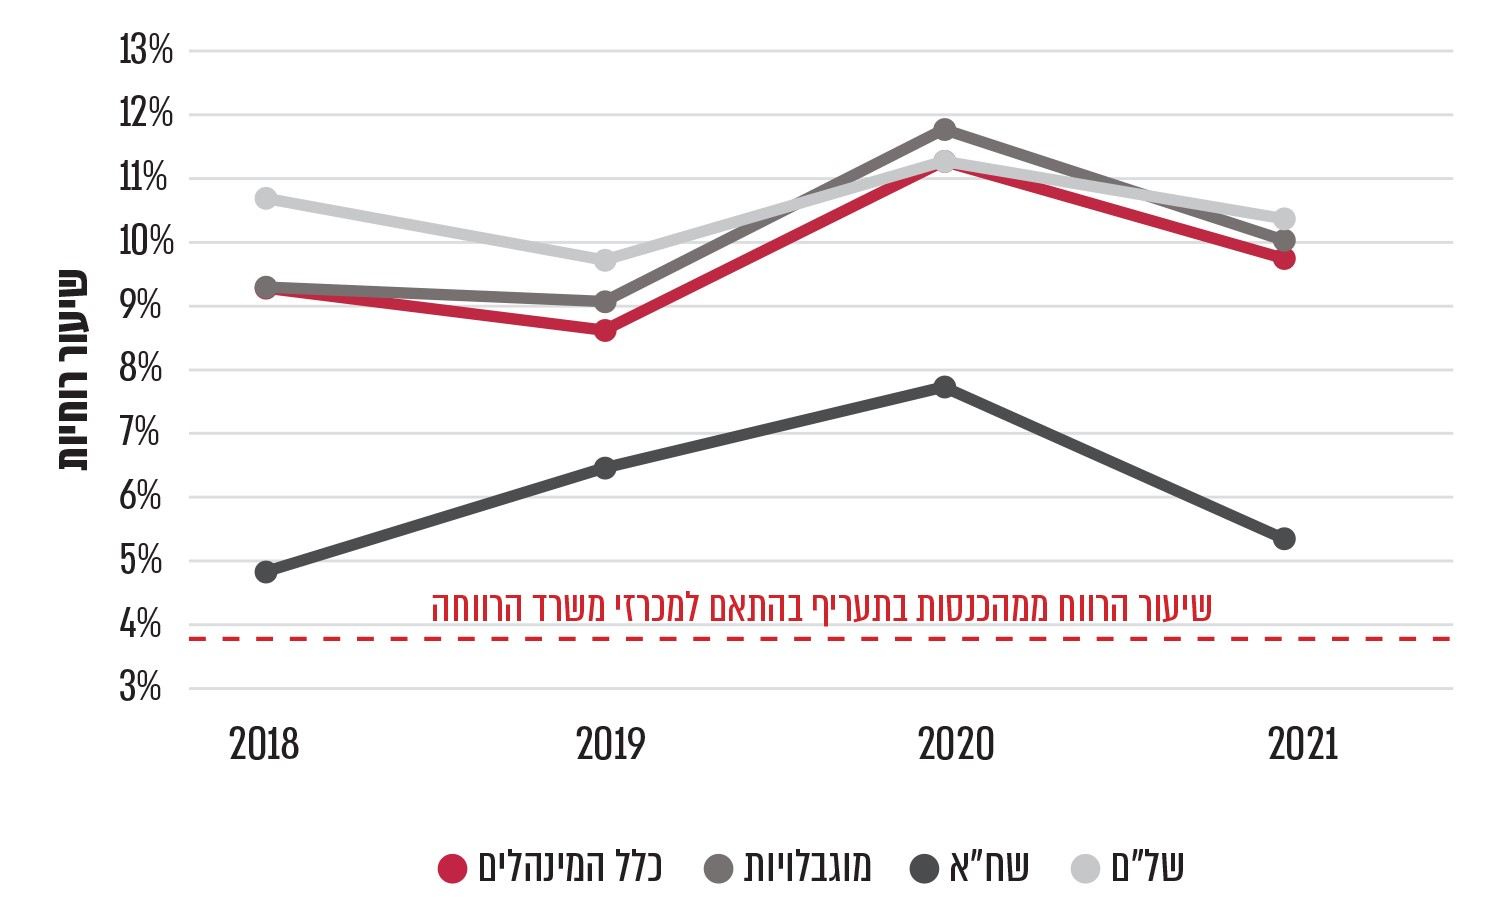 13%
12%
11%
10%
9%
8%
7%
6%
5%
4%
3%
שיעור רוחיות
שיעור הרווח ממהכנסות בתעריף בהתאם למכרזי משרד הרווחה
2018 2019 2020 2021
כלל המינהלים מוגבלויות שח"א של"ם